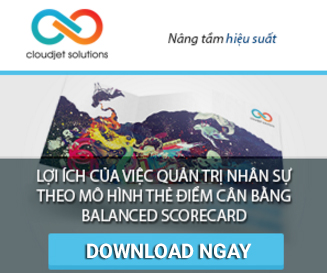 cloudjet solutions
Nâng tầm hiệu suất
LỢI ÍCH CỦA VIỆC QUẢN TRỊ NHÂN SỰ
THEO MÔ HÌNH THẺ ĐIỂM CÂN BẰNG
BALANCED SCORECARD
DOWNLOAD NGAY